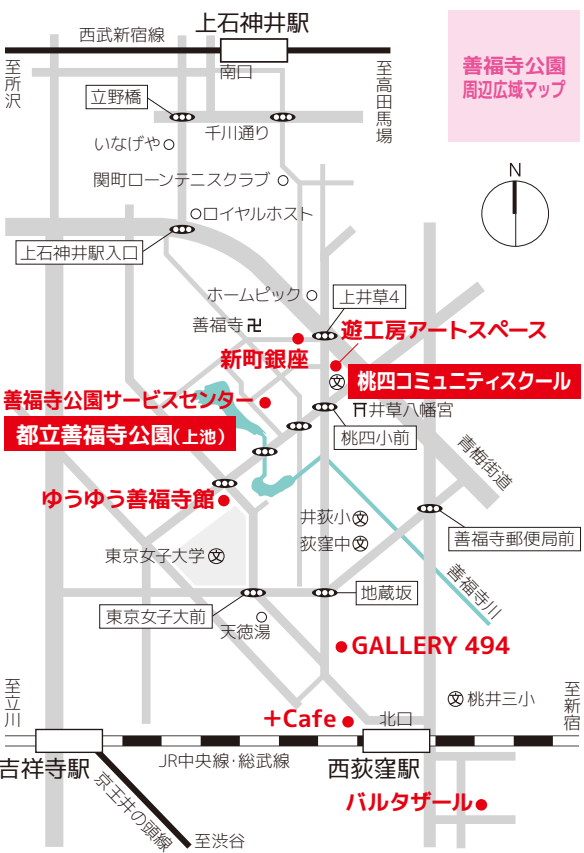 上石神井駅
西武新宿線
南口
至所沢
至高田馬場
善福寺公園
周辺広域マップ
立野橋
千川通り
いなげや
関町ローンテニスクラブ
N
ロイヤルホスト
上石神井駅入口
ホームピック
上井草4
善福寺卍
遊工房アートスペース
新町銀座
文
桃四コミュニティスクール
善福寺公園サービスセンター
井草八幡宮
都立善福寺公園(上池)
桃四小前
青梅街道
ゆうゆう善福寺館
井荻小文
善福寺郵便局前
荻窪中文
東京女子大学文
善福寺川
東京女子大前
地蔵坂
天徳湯
GALLERY 494
至立川
至新宿
文桃井三小
+Cafe
北口
吉祥寺駅
JR中央線・総武線
西荻窪駅
京王井の頭線
バルタザール
至渋谷